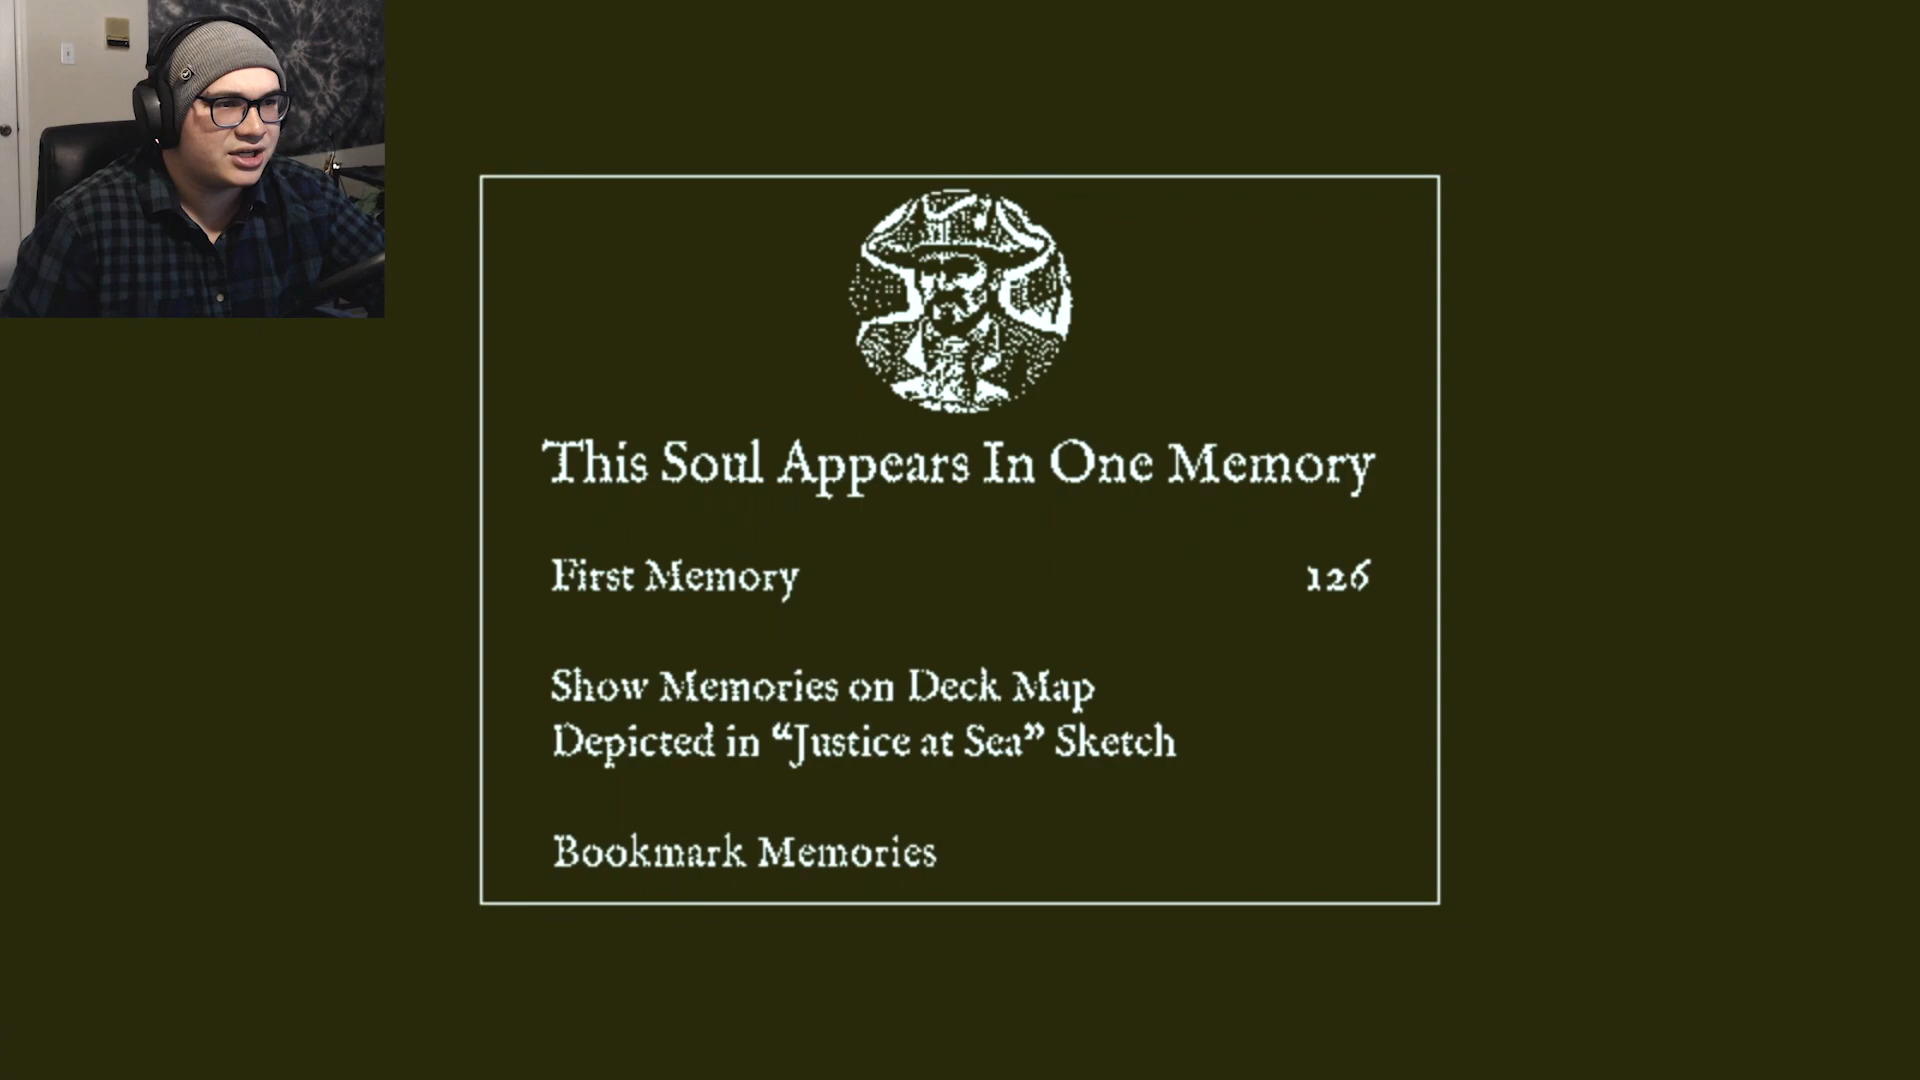 This Soul Appears In One Memory
First Memory 126
Show Memories on Deck Map
Depicted in “Justice at Sea” Sketch
Bookmark Memories